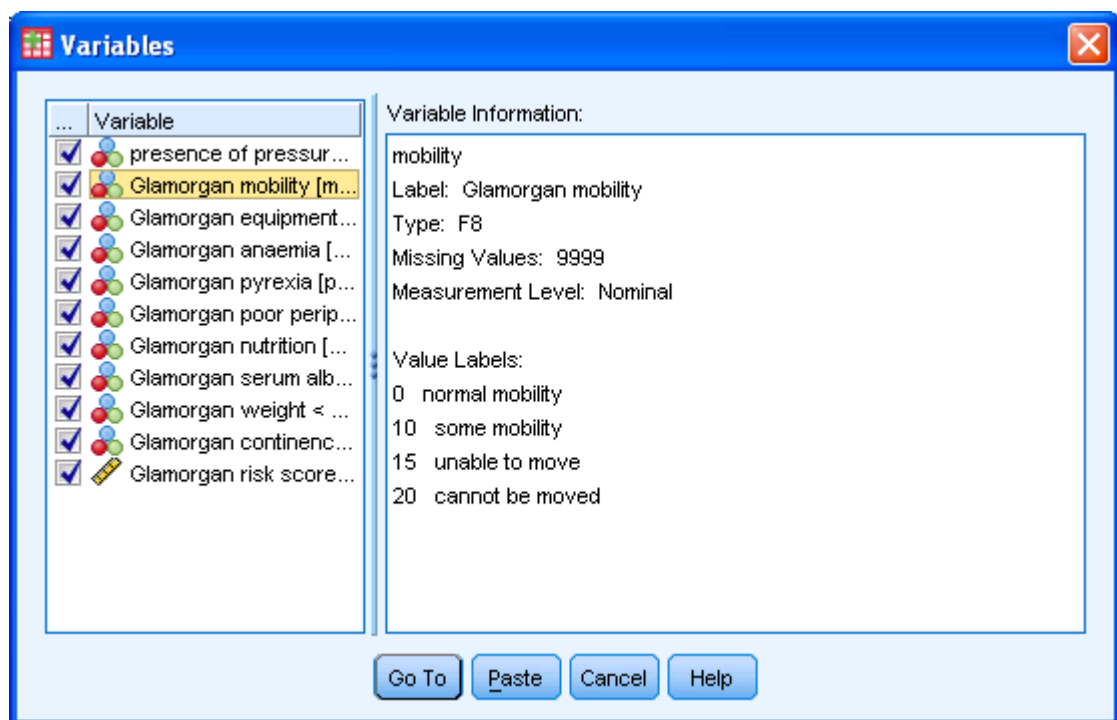 Variables
... Variable
presence of pressur...
Glamorgan mobility [m...
Glamorgan equipment...
Glamorgan anaemia [...
Glamorgan pyrexia [p...
Glamorgan poor perip...
Glamorgan nutrition [...
Glamorgan serum alb...
Glamorgan weight < ...
Glamorgan continenc...
Glamorgan risk score...
Variable Information:
mobility
Label: Glamorgan mobility
Type: F8
Missing Values: 9999
Measurement Level: Nominal
Value Labels:
0 normal mobility
10 some mobility
15 unable to move
20 cannot be moved
Go To Paste Cancel Help